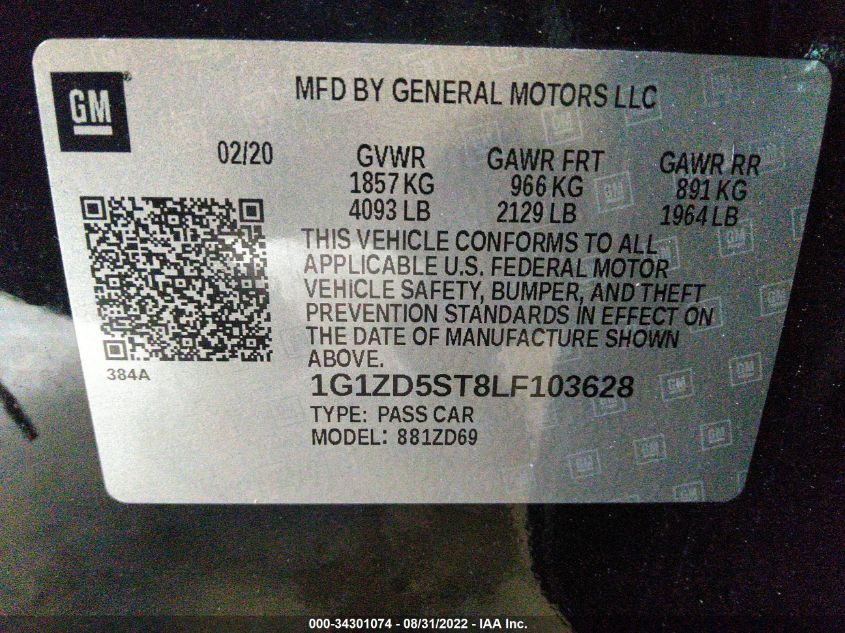 GM
MFD BY GENERAL MOTORS LLC
02/20
GVWR GAWR FRT GAWR RR
1857 KG 966 KG 891 KG
4093 LB 2129 LB 1964 LB
THIS VEHICLE CONFORMS TO ALL
APPLICABLE U.S. FEDERAL MOTOR
VEHICLE SAFETY, BUMPER, AND THEFT
PREVENTION STANDARDS IN EFFECT ON
THE DATE OF MANUFACTURE SHOWN
ABOVE.
384A
1G1ZD5ST8LF103628
TYPE: PASS CAR
MODEL: 881ZD69
000-34301074 - 08/31/2022 - IAA Inc.